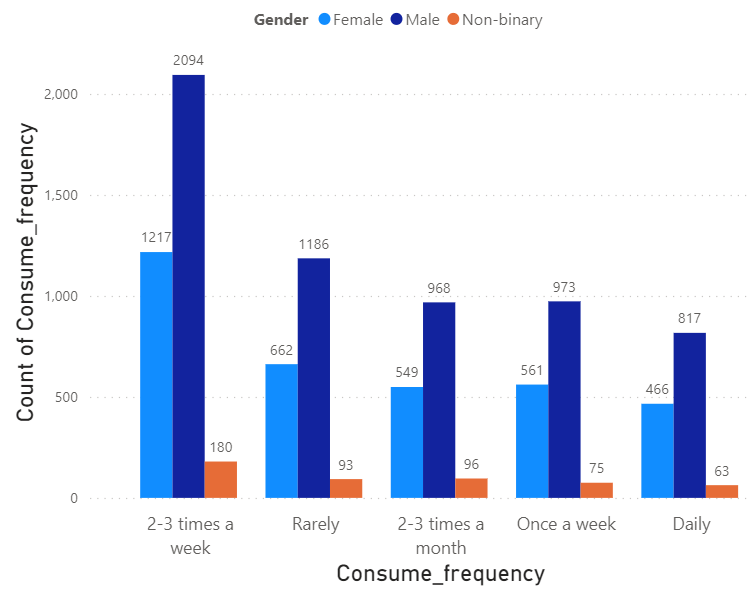 Gender Female Male Non-binary
Count of Consume_frequency
2,000
1,500
1,000
500
0
1217
2094
180
662
1186
93
549
968
96
561
973
75
466
817
63
2-3 times a
week
Rarely
2-3 times a
month
Once a week
Daily
Consume_frequency